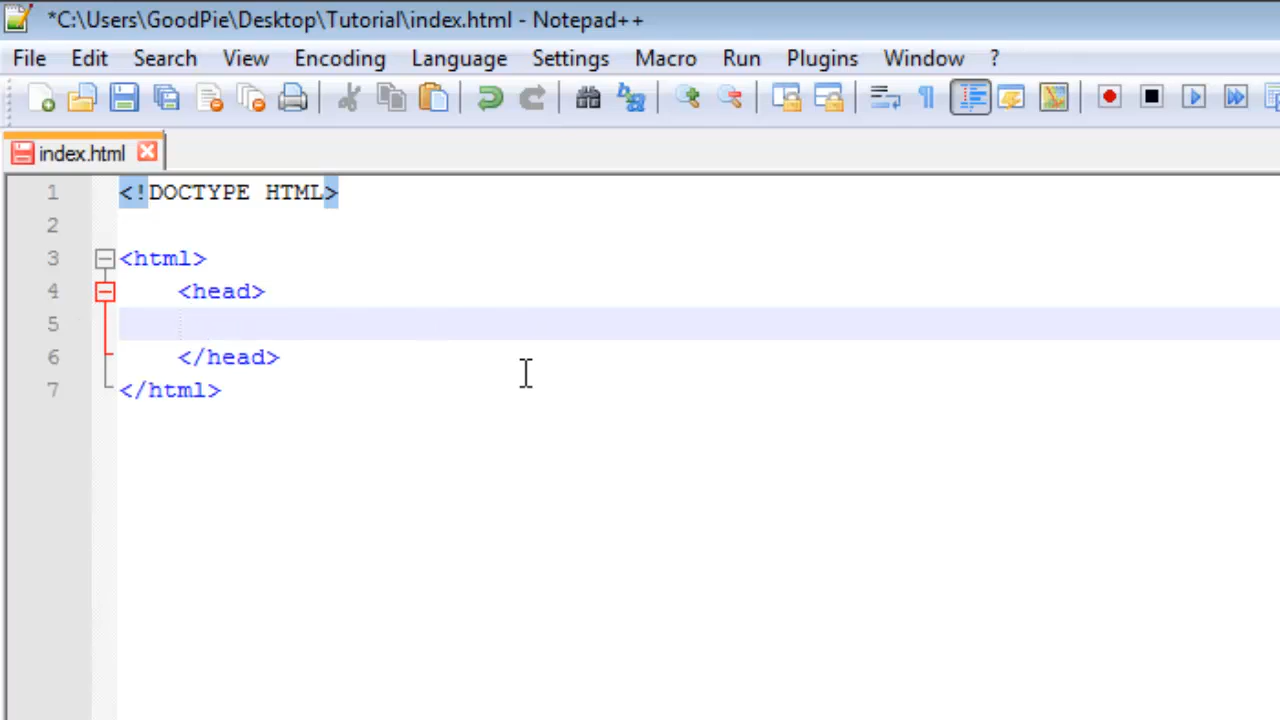 *C:\Users\GoodPie\Desktop\Tutorial\index.html - Notepad++
File Edit Search View Encoding Language Settings Macro Run Plugins Window ?
index.html
1 <!DOCTYPE HTML>
2
3 <html>
4 <head>
5
6 </head>
7 </html>